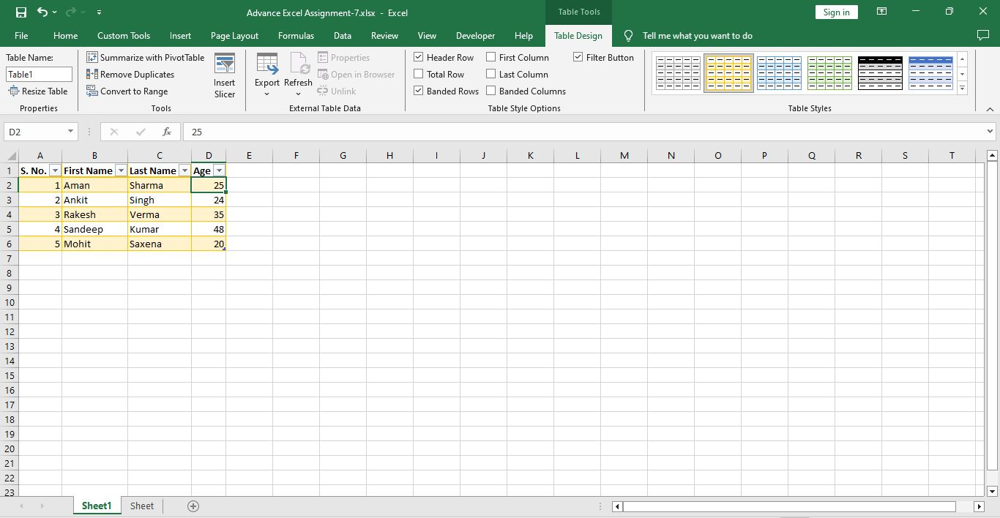 Advance Excel Assignment-7.xlsx - Excel
Table Tools
Sign in
File Home Custom Tools Insert Page Layout Formulas Data Review View Developer Help Table Design Tell me what you want to do
Table Name:
Table1
Resize Table
Properties
Summarize with PivotTable
Remove Duplicates
Convert to Range
Insert
Slicer
Tools
Export Refresh
Properties
Open in Browser
Unlink
External Table Data
Header Row First Column Filter Button
Total Row Last Column
Banded Rows Banded Columns
Table Style Options
Table Styles
D2 fx 25
A B C D E F G H I J K L M N O P Q R S T
1 S. No. First Name Last Name Age
2 1 Aman Sharma 25
3 2 Ankit Singh 24
4 3 Rakesh Verma 35
5 4 Sandeep Kumar 48
6 5 Mohit Saxena 20
7
8
9
10
11
12
13
14
15
16
17
18
19
20
21
22
23
Sheet1 Sheet